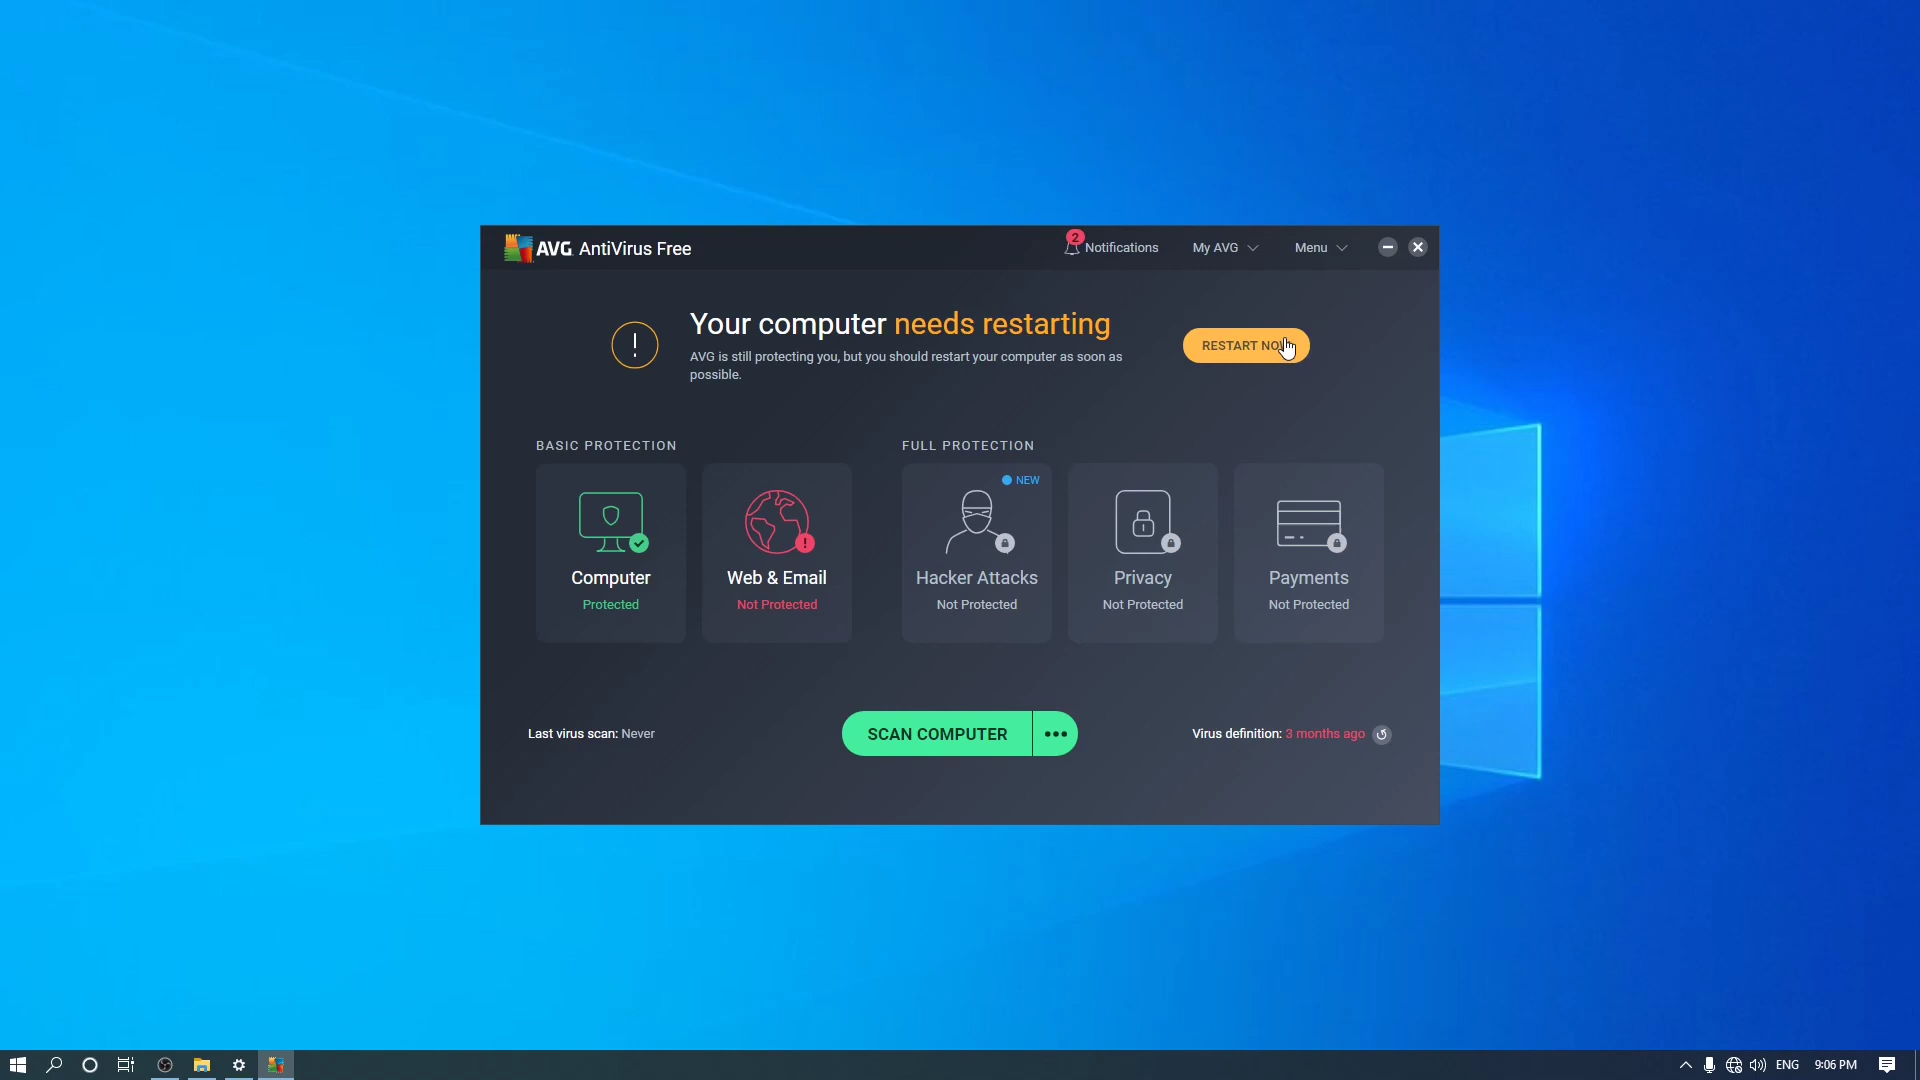 AVG AntiVirus Free
2
Notifications
My AVG
Menu
Your computer needs restarting
AVG is still protecting you, but you should restart your computer as soon as
possible.
RESTART NOW
BASIC PROTECTION
FULL PROTECTION
NEW
Computer
Protected
Web & Email
Not Protected
Hacker Attacks
Not Protected
Privacy
Not Protected
Payments
Not Protected
Last virus scan: Never
SCAN COMPUTER
Virus definition: 3 months ago
ENG
9:06 PM